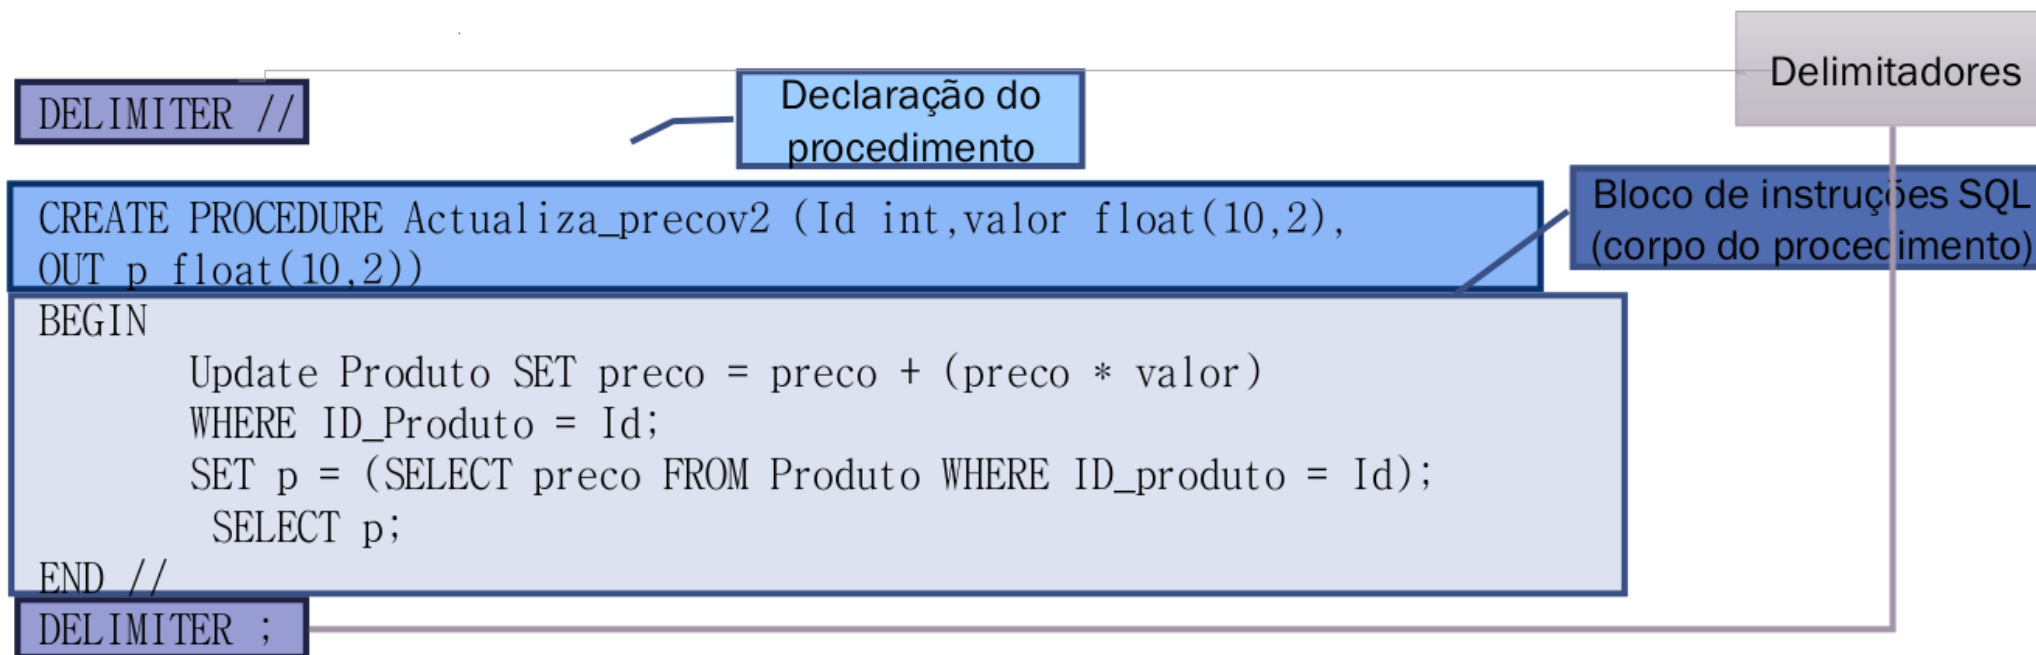 Delimitadores
DELIMITER //
Declaração do
procedimento
Bloco de instruções SQL
(corpo do procedimento)
CREATE PROCEDURE Actualiza_precov2 (Id int,valor float(10,2),
OUT p float(10,2))
BEGIN
Update Produto SET preco = preco + (preco * valor)
WHERE ID_Produto = Id;
SET p = (SELECT preco FROM Produto WHERE ID_produto = Id);
SELECT p;
END //
DELIMITER ;